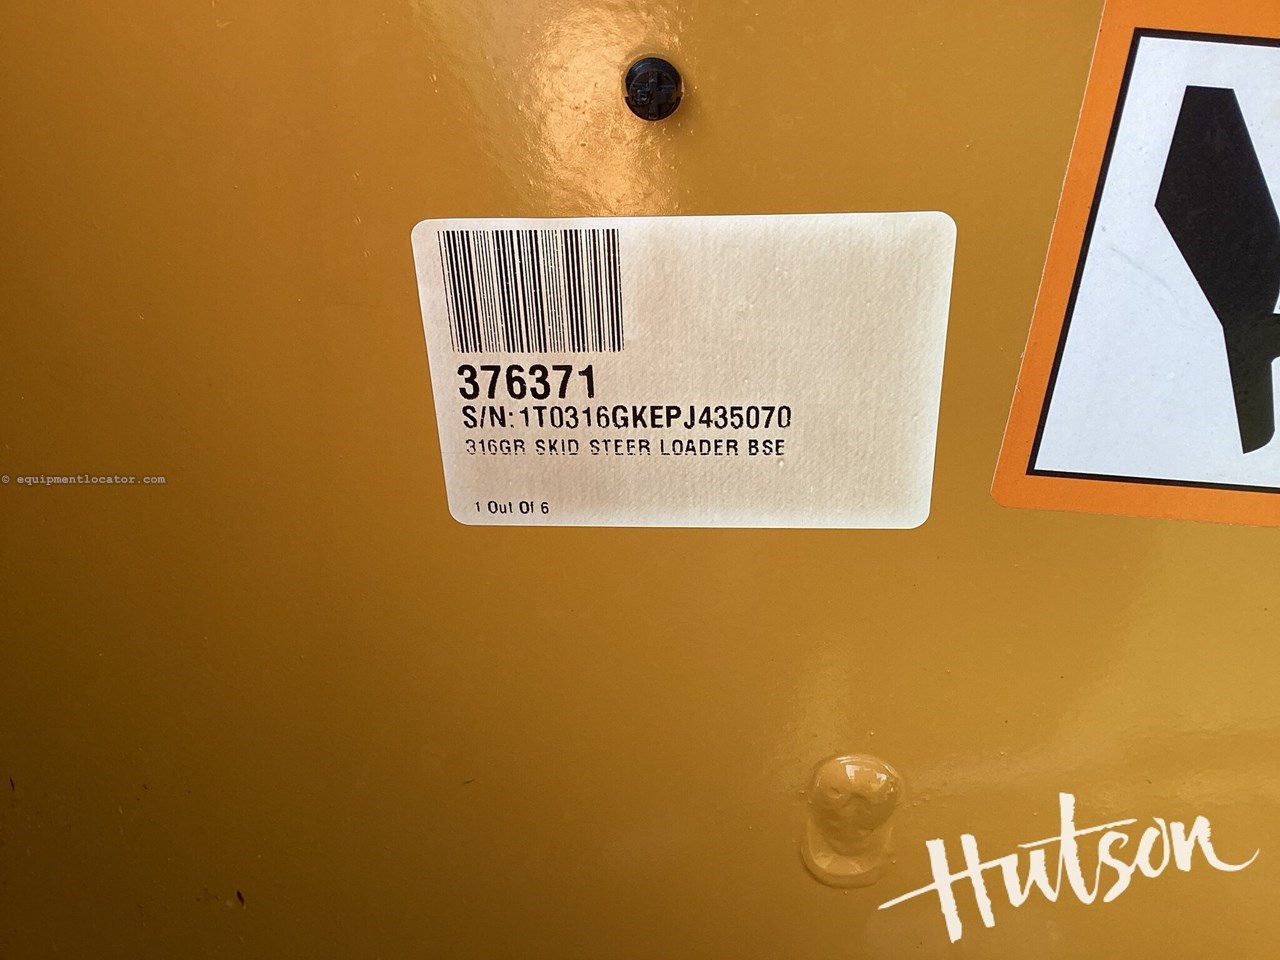 376371
S/N: 1T0316GKEPJ435070
316GR SKID STEER LOADER BSE
1 Out Of 6
© equipmentlocator.com
Hutson